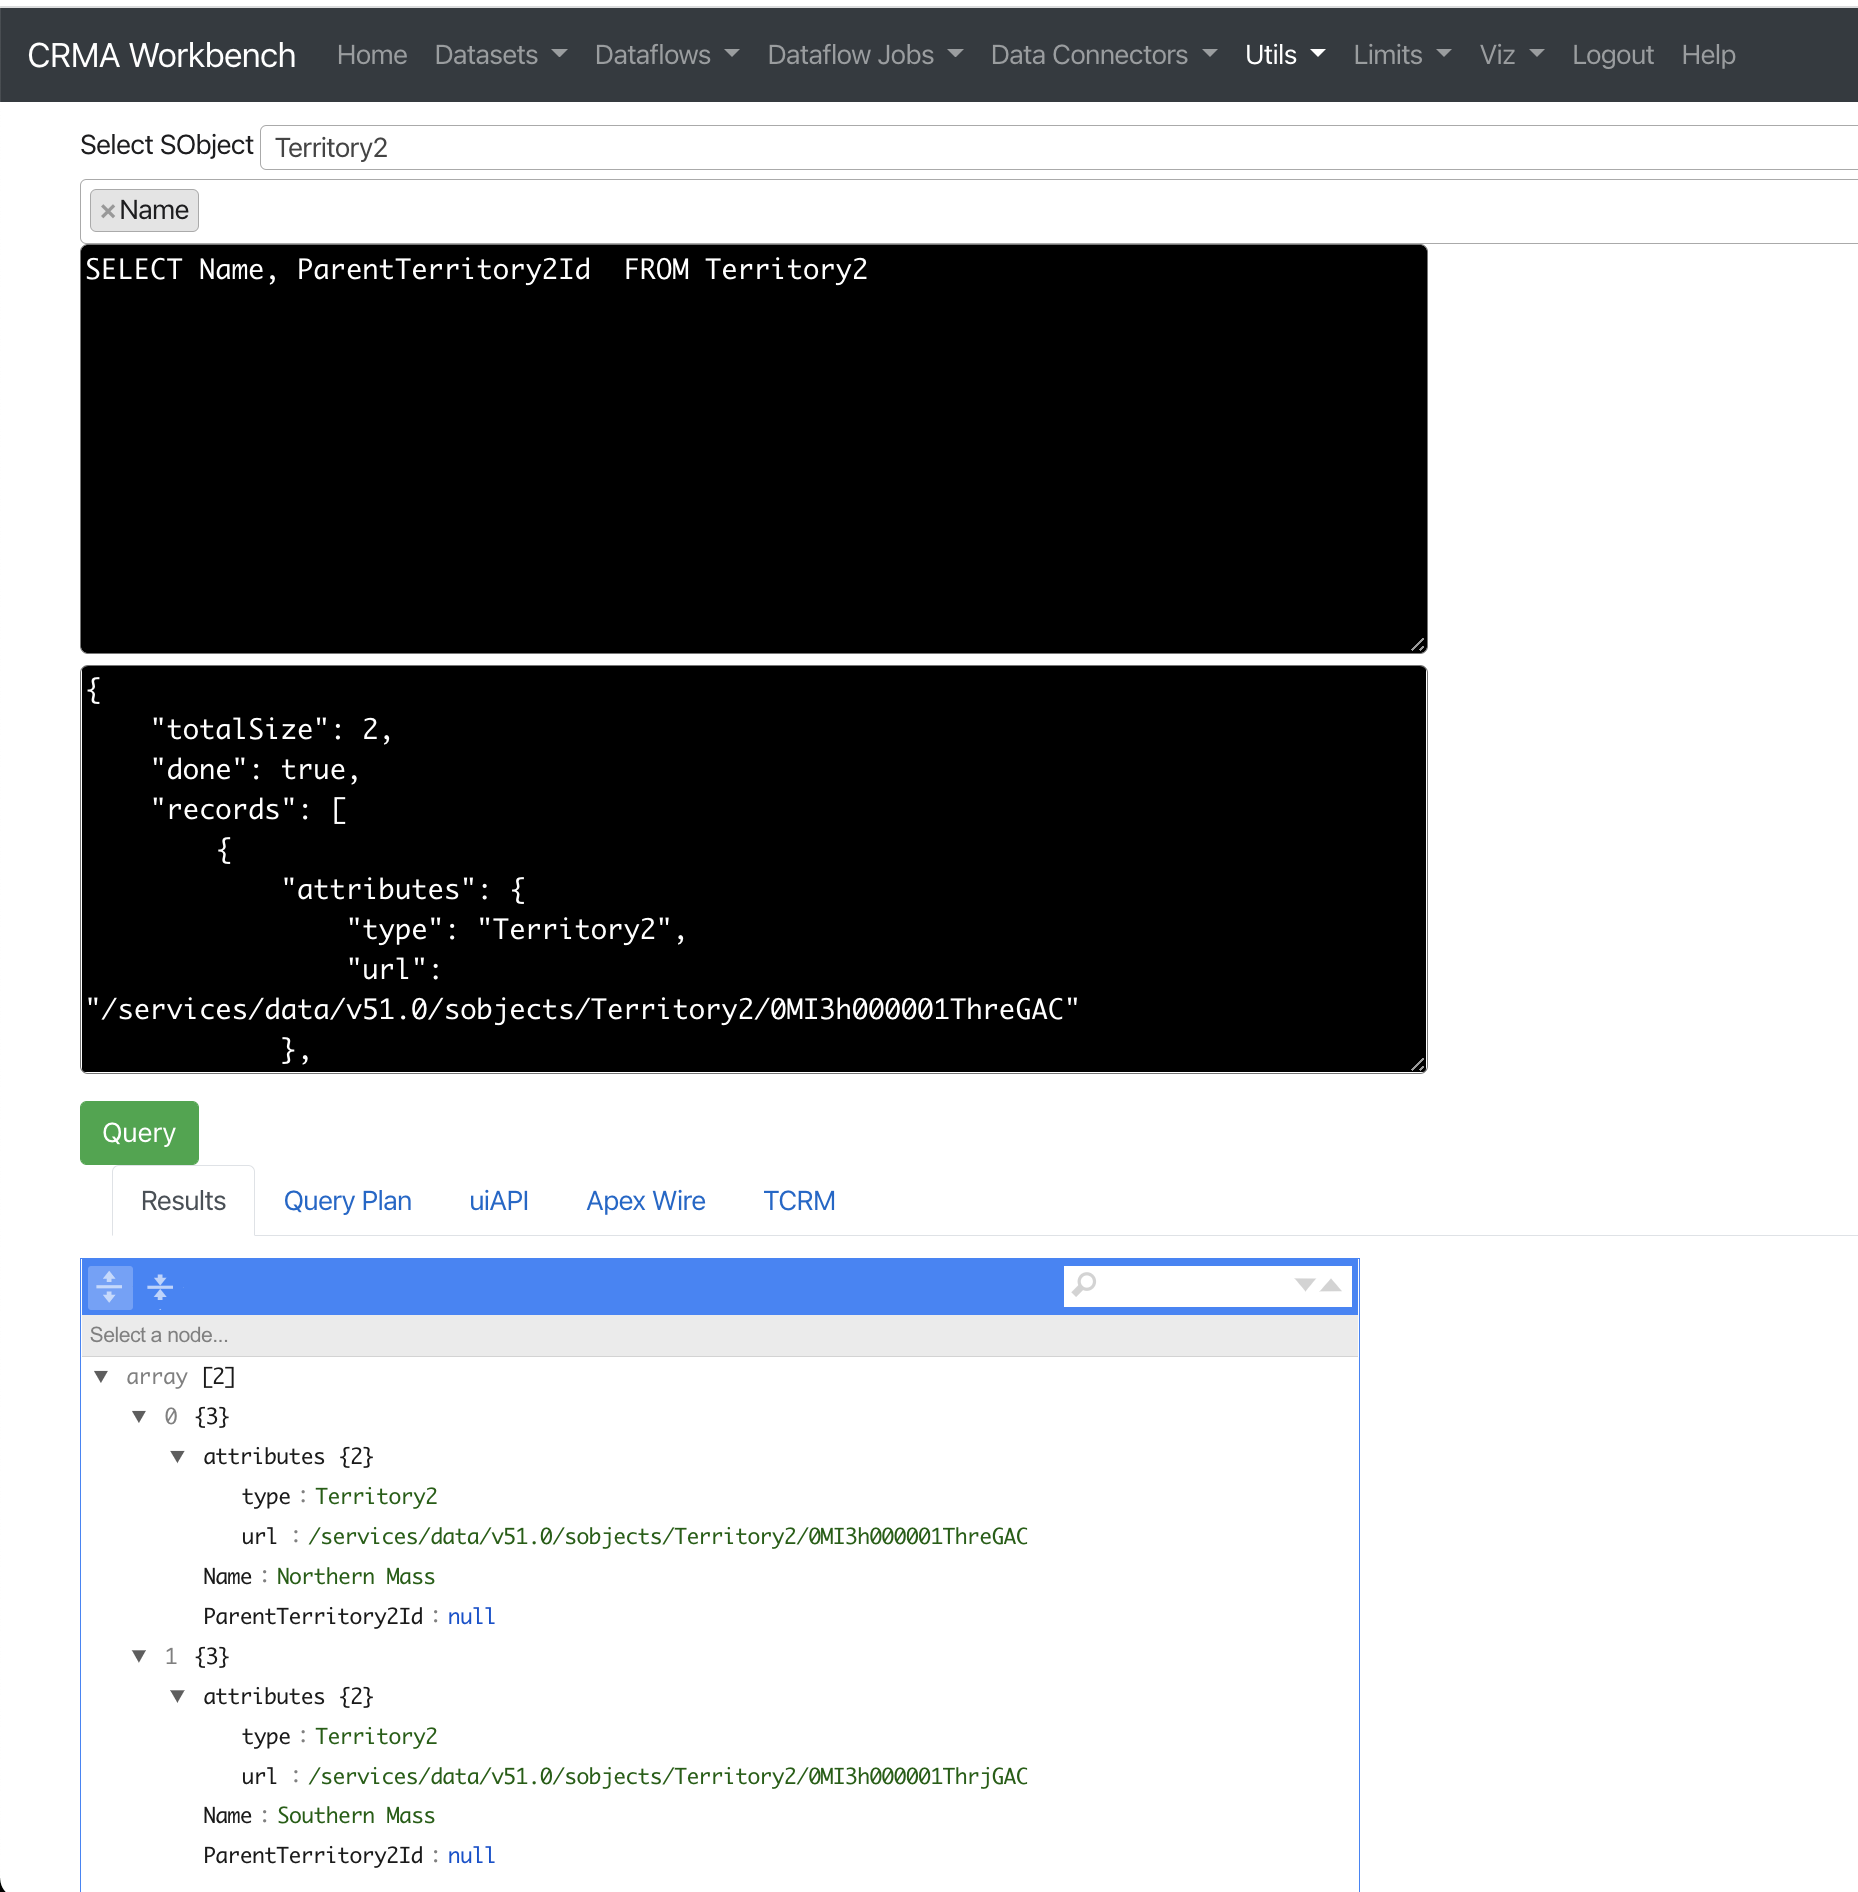 CRMA Workbench Home Datasets Dataflows Dataflow Jobs Data Connectors Utils Limits Viz Logout Help
Select SObject Territory2
×Name
SELECT Name, ParentTerritory2Id  FROM Territory2
{
"totalSize": 2,
"done": true,
"records": [
{
"attributes": {
"type": "Territory2",
"url":
"/services/data/v51.0/sobjects/Territory2/0MI3h000001ThreGAC"
},
Query
Results Query Plan uiAPI Apex Wire TCRM
Select a node...
array [2]
0 {3}
attributes {2}
type : Territory2
url : /services/data/v51.0/sobjects/Territory2/0MI3h000001ThreGAC
Name : Northern Mass
ParentTerritory2Id : null
1 {3}
attributes {2}
type : Territory2
url : /services/data/v51.0/sobjects/Territory2/0MI3h000001ThrjGAC
Name : Southern Mass
ParentTerritory2Id : null